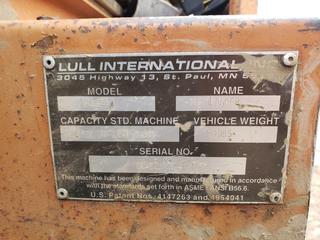 LULL INTERNATIONAL, INC
3045 Highway 13, St. Paul, MN
MODEL NAME
CAPACITY STD. MACHINE VEHICLE WEIGHT
SERIAL NO.
This machine has been designed and manufactured in accordance
with the standards set forth in ASME / ANSI B56.6.
U.S. Patent Nos. 4147263 and 4954041